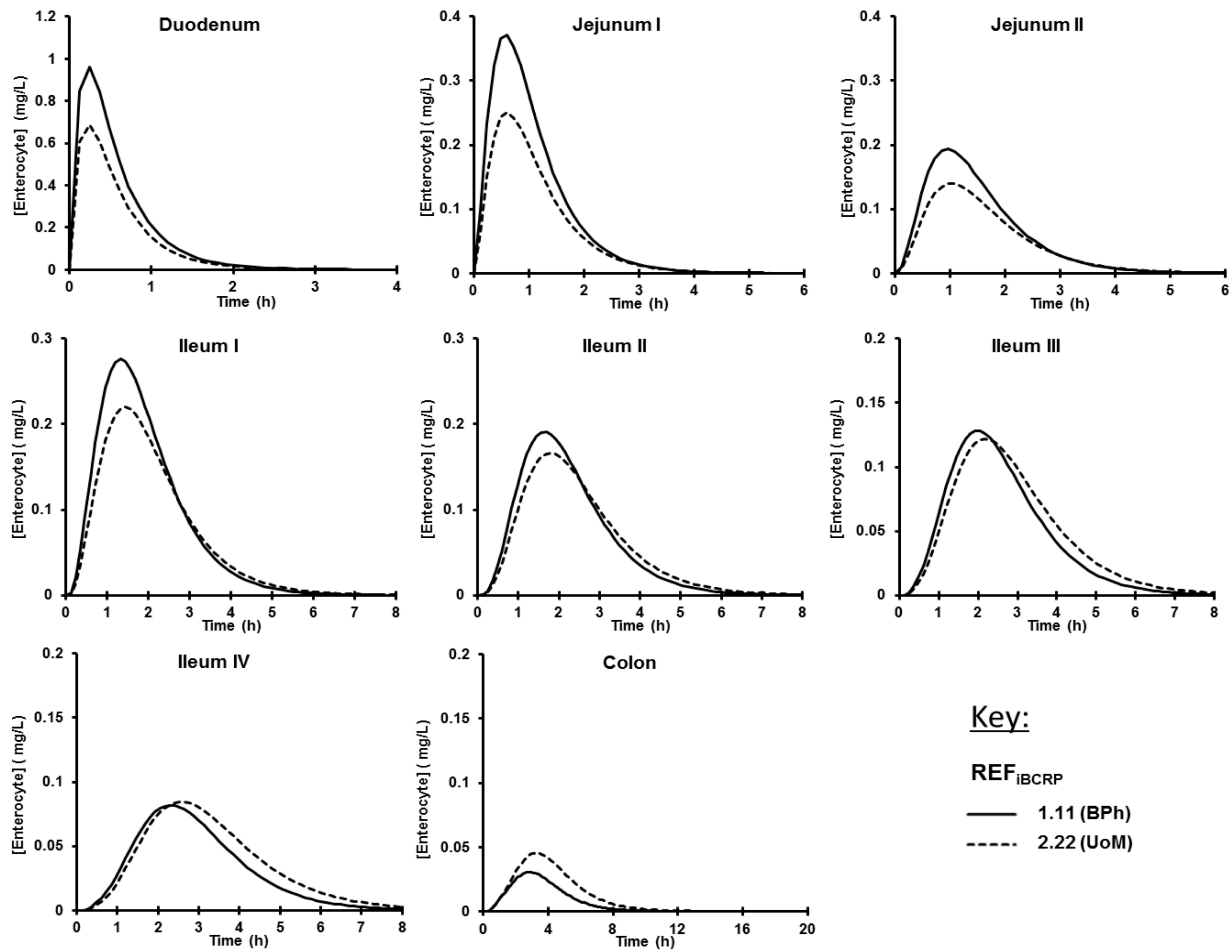 Duodenum
[Enterocyte] (mg/L)
1.2
1
0.8
0.6
0.4
0.2
0
0 1 2 3 4
Time (h)
Jejunum I
[Enterocyte] ( mg/L)
0.4
0.3
0.2
0.1
0
0 1 2 3 4 5 6
Time (h)
Jejunum II
[Enterocyte] ( mg/L)
0.4
0.3
0.2
0.1
0
0 1 2 3 4 5 6
Time (h)
Ileum I
[Enterocyte] ( mg/L)
0.3
0.2
0.1
0
0 1 2 3 4 5 6 7 8
Time (h)
Ileum II
[Enterocyte] ( mg/L)
0.3
0.2
0.1
0
0 1 2 3 4 5 6 7 8
Time (h)
Ileum III
[Enterocyte] ( mg/L)
0.2
0.15
0.1
0.05
0
0 1 2 3 4 5 6 7 8
Time (h)
Ileum IV
[Enterocyte] ( mg/L)
0.2
0.15
0.1
0.05
0
0 1 2 3 4 5 6 7 8
Time (h)
Colon
[Enterocyte] ( mg/L)
0.2
0.15
0.1
0.05
0
0 4 8 12 16 20
Time (h)
Key:
REFiBCRP
1.11 (BPh)
2.22 (UoM)